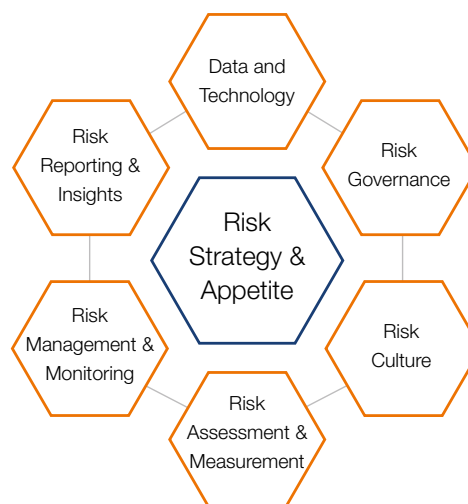 Data and
Technology
Risk
Reporting &
Insights
Risk
Governance
Risk
Strategy &
Appetite
Risk
Management &
Monitoring
Risk
Culture
Risk
Assessment &
Measurement